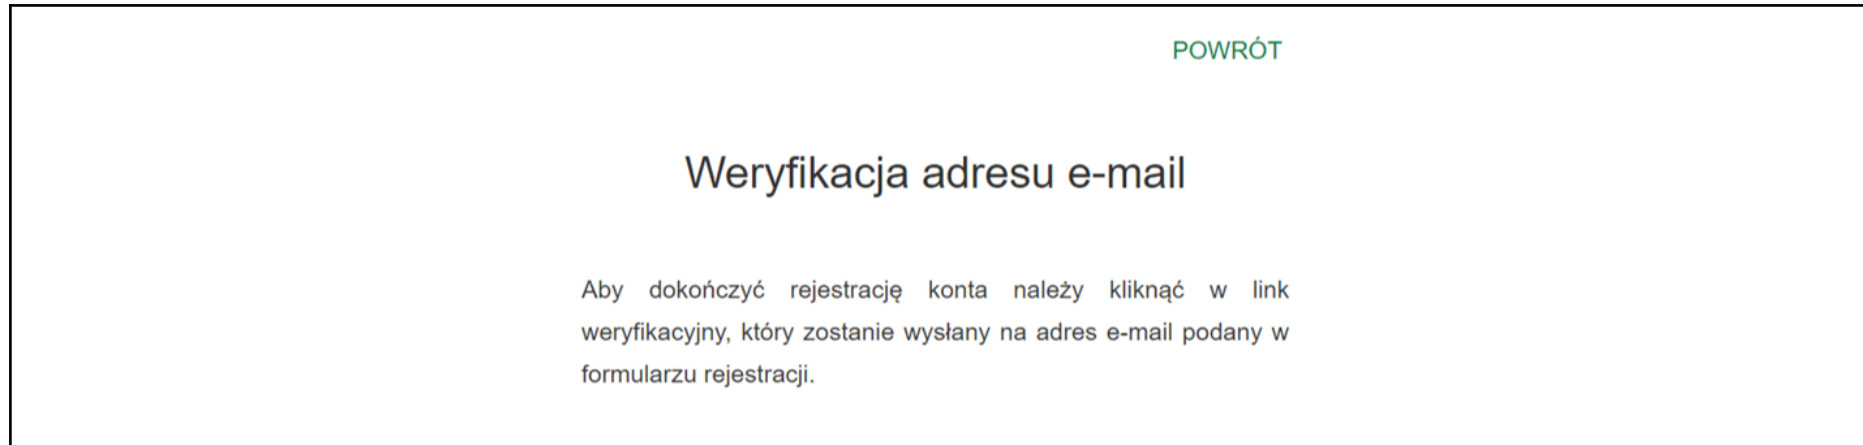 POWRÓT
Weryfikacja adresu e-mail
Aby dokończyć rejestrację konta należy kliknąć w link
weryfikacyjny, który zostanie wysłany na adres e-mail podany w
formularzu rejestracji.